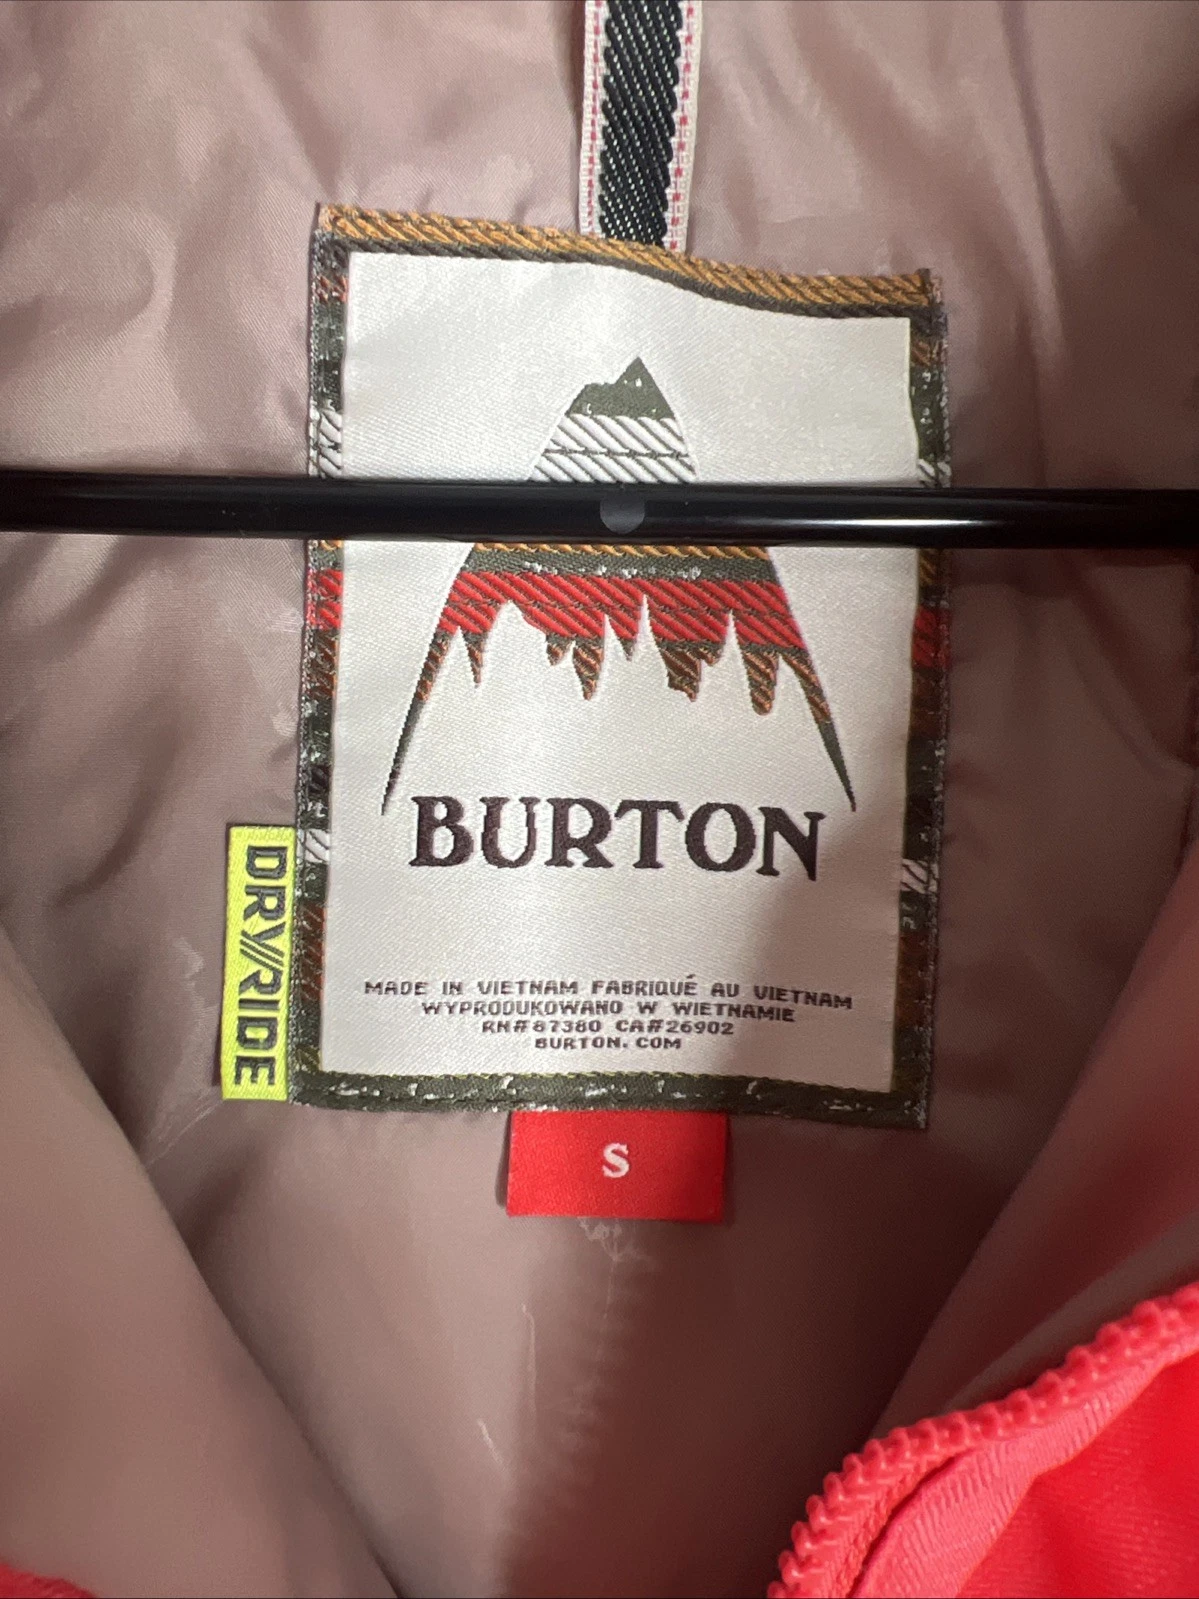 BURTON
DRY//RIDE
MADE IN VIETNAM FABRIQUÉ AU VIETNAM
WYPRODUKOWANO W WIETNAMIE
RN#87380 CA#26902
BURTON.COM
S